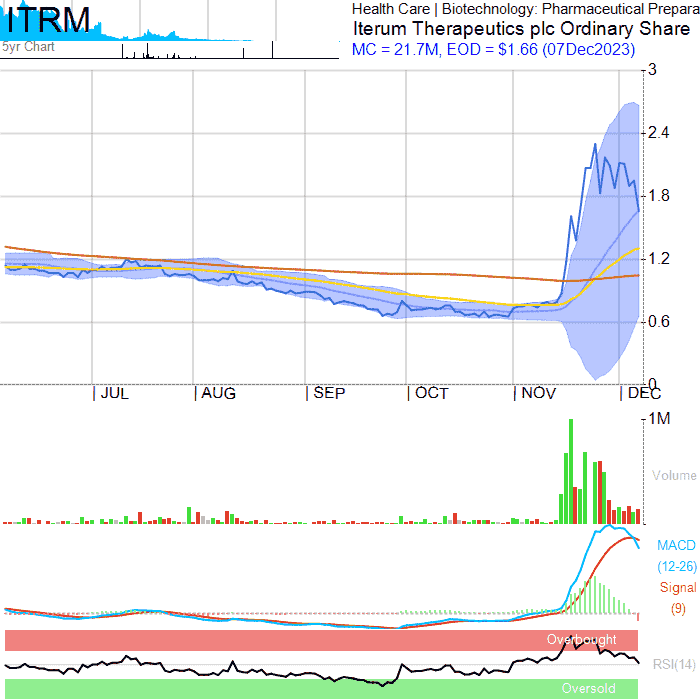 ITRM
5yr Chart
Health Care | Biotechnology: Pharmaceutical Prepara
Iterum Therapeutics plc Ordinary Share
MC = 21.7M, EOD = $1.66 (07Dec2023)
3
2.4
1.8
1.2
0.6
0
JUL
AUG
SEP
OCT
NOV
DEC
1M
Volume
MACD
(12-26)
Signal
(9)
Overbought
RSI(14)
Oversold